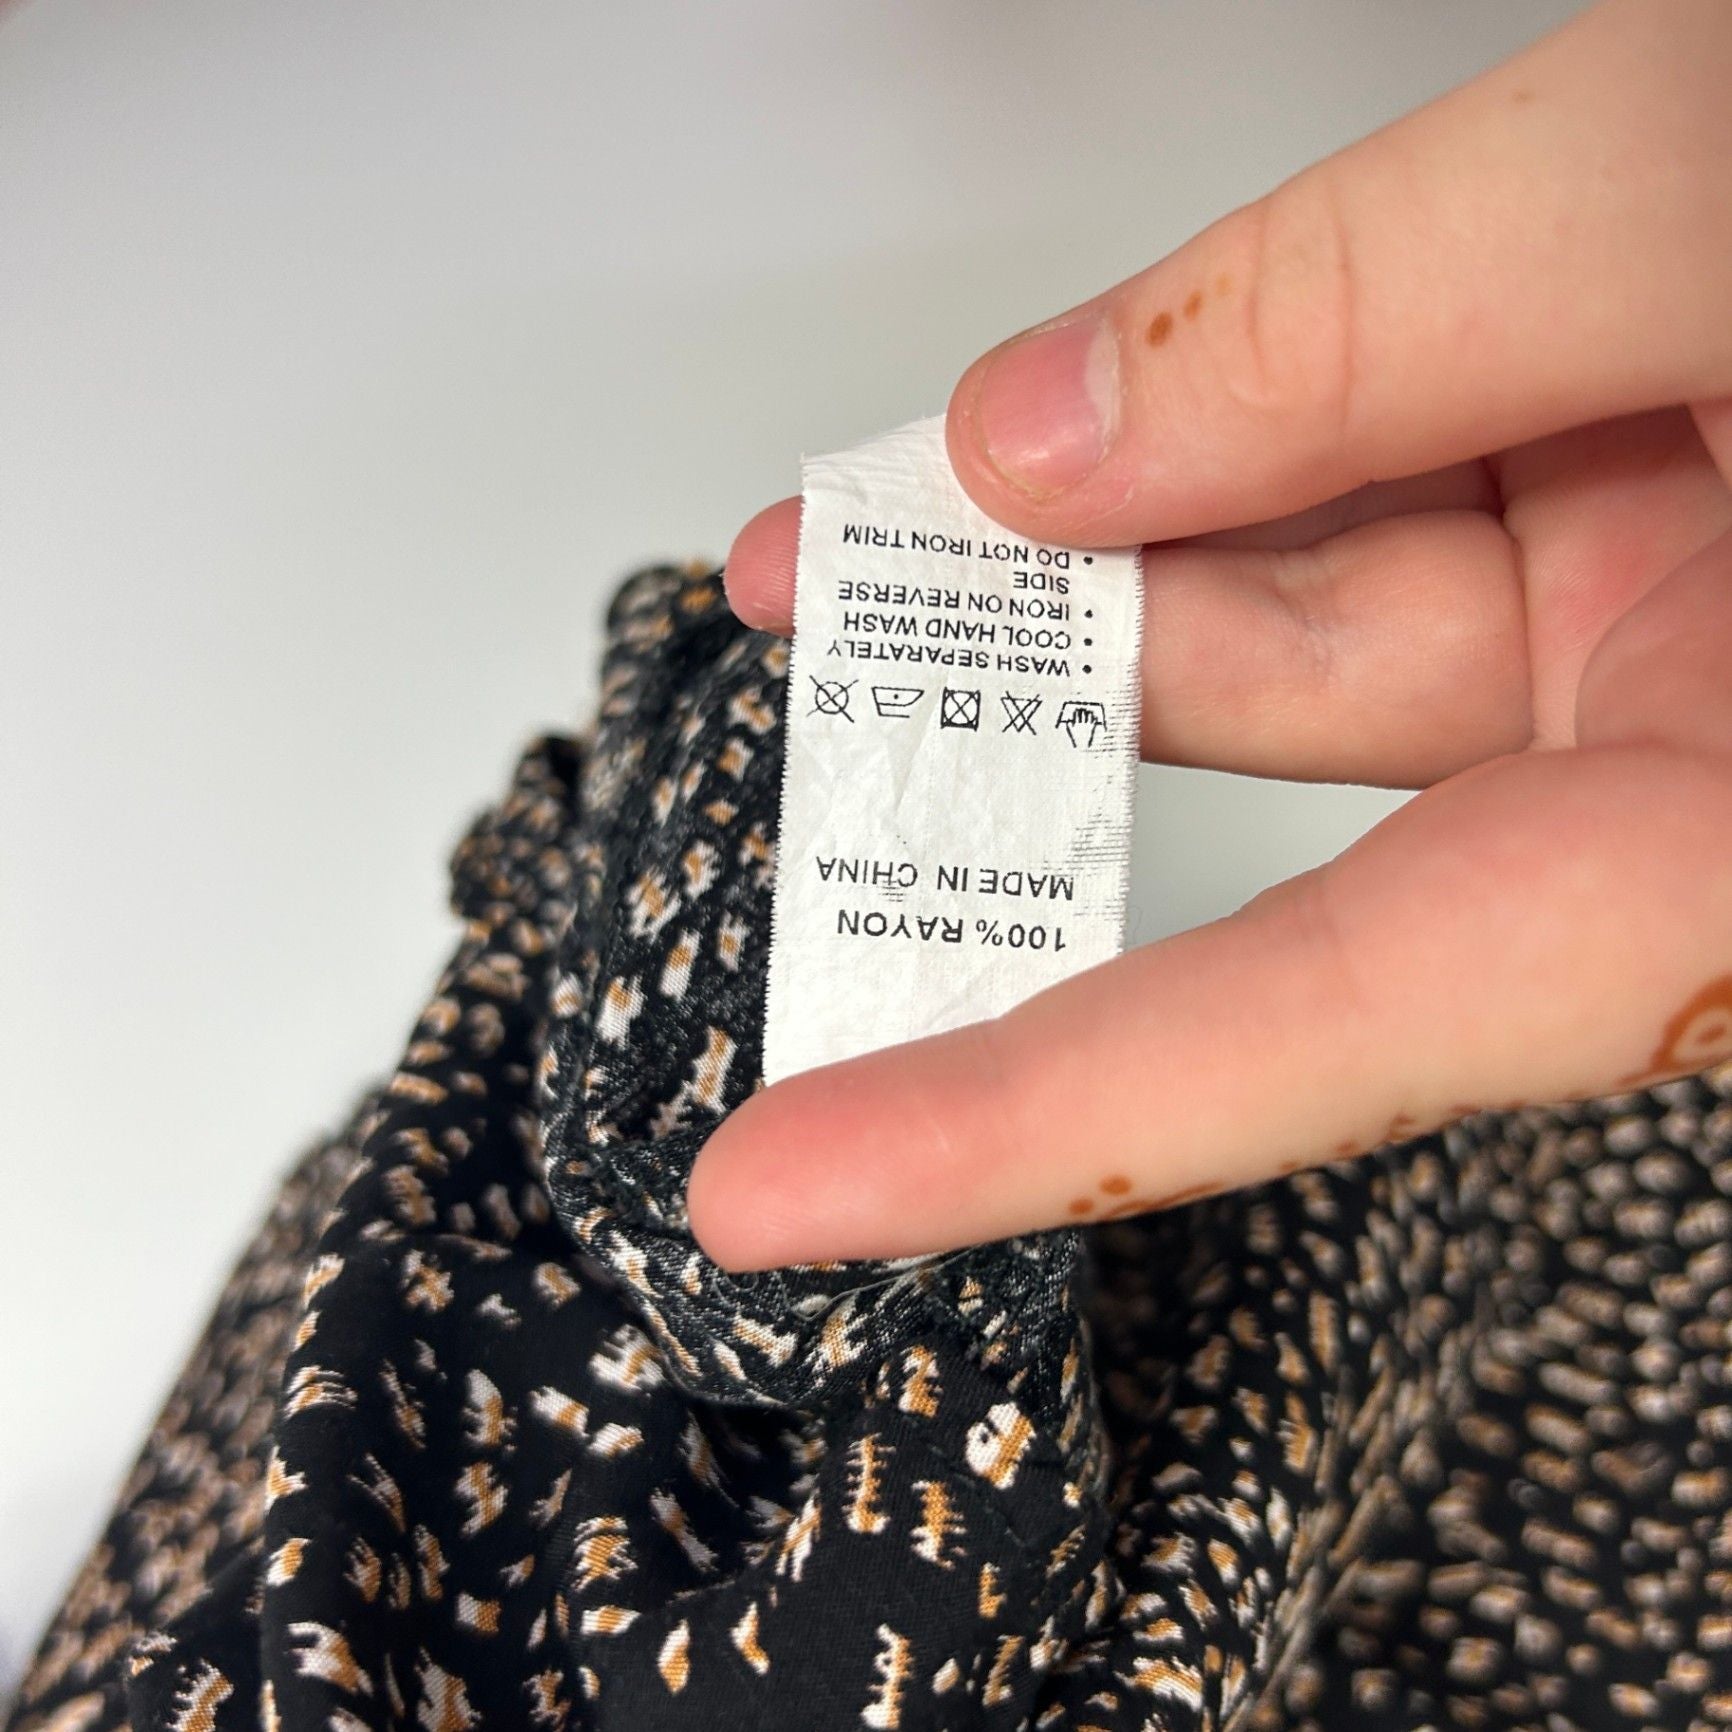 100% RAYON
MADE IN CHINA
• WASH SEPARATELY
• COOL HAND WASH
• IRON ON REVERSE
SIDE
• DO NOT IRON TRIM